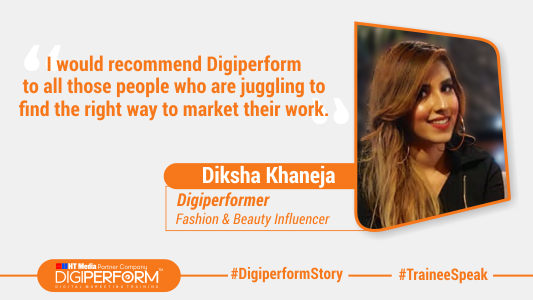 “I would recommend Digiperform
to all those people who are juggling to
find the right way to market their work.”
Diksha Khaneja
Digiperformer
Fashion & Beauty Influencer
HT Media Partner Company
DIGIPERFORM™
DIGITAL MARKETING TRAINING
#DigiperformStory
#TraineeSpeak